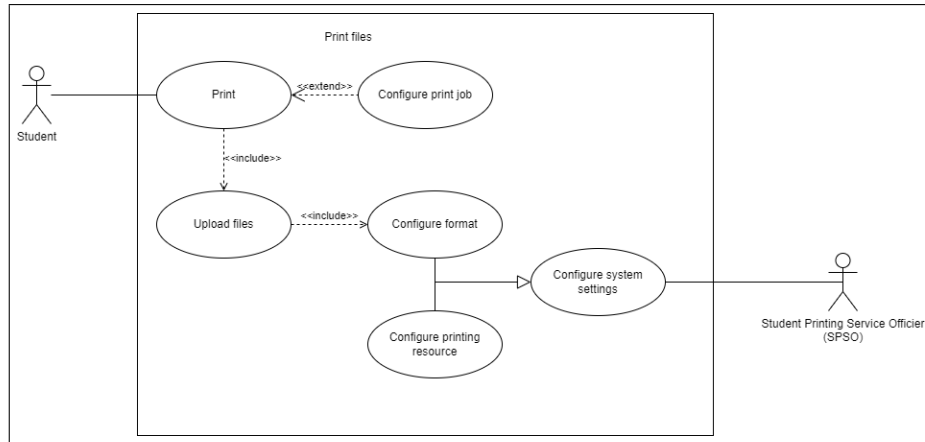 Print files
Print
<<extend>>
Configure print job
Student
<<include>>
Upload files
<<include>>
Configure format
Configure system
settings
Configure printing
resource
Student Printing Service Officier
(SPSO)